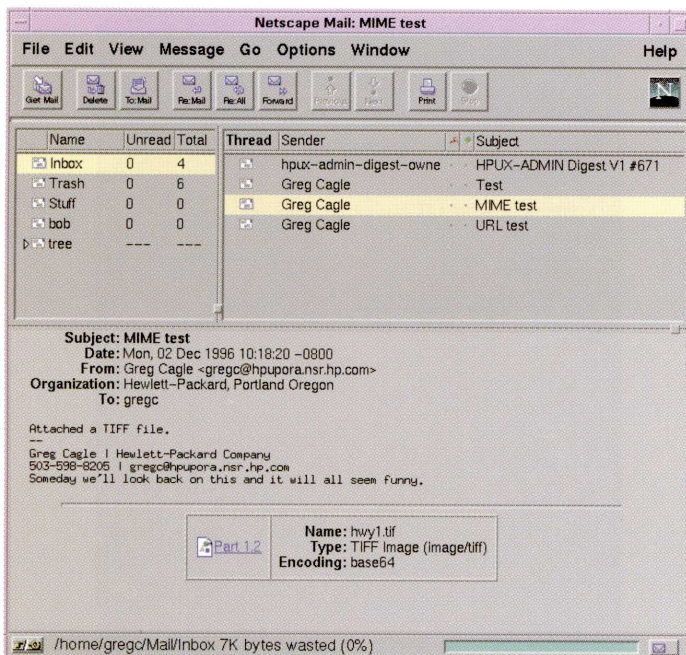 Netscape Mail: MIME test
File Edit View Message Go Options Window Help
Get Mail Delete To: Mail Re: Mail Re: All Forward Previous Next Print Stop N
Name Unread Total
Inbox 0 4
Trash 0 6
Stuff 0 0
bob 0 0
tree --- ---
Thread Sender Subject
hpux-admin-digest-owne HPUX-ADMIN Digest V1 #671
Greg Cagle Test
Greg Cagle MIME test
Greg Cagle URL test
Subject: MIME test
Date: Mon, 02 Dec 1996 10:18:20 -0800
From: Greg Cagle <gregc@hpupora.nsr.hp.com>
Organization: Hewlett-Packard, Portland Oregon
To: gregc
Attached a TIFF file.
--
Greg Cagle | Hewlett-Packard Company
503-598-8205 | gregc@hpupora.nsr.hp.com
Someday we'll look back on this and it will all seem funny.
Part 1.2
Name: hwy1.tif
Type: TIFF Image (image/tiff)
Encoding: base64
/home/gregc/Mail/Inbox 7K bytes wasted (0%)